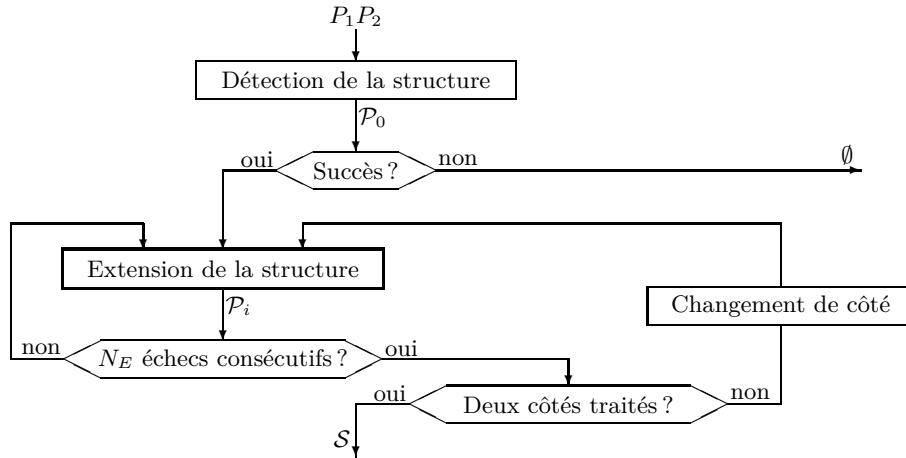 P₁P₂
Détection de la structure
𝒫₀
oui
non
∅
Succès ?
Extension de la structure
𝒫ᵢ
Changement de côté
non
N_E échecs consécutifs ?
oui
oui
Deux côtés traités ?
non
𝒮